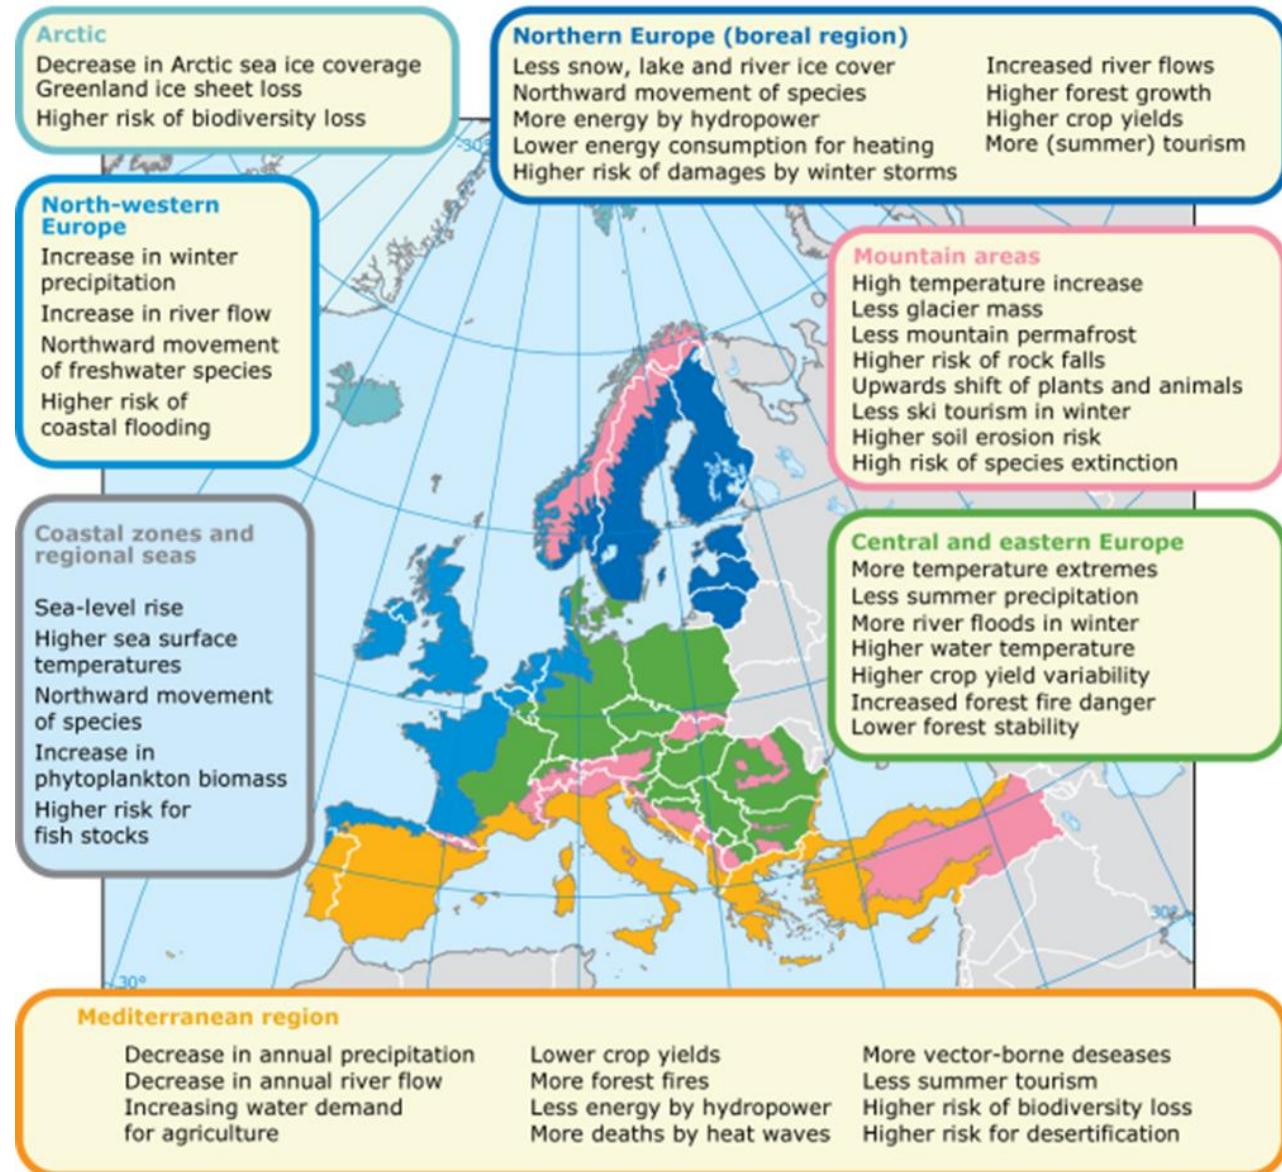 Arctic
Decrease in Arctic sea ice coverage
Greenland ice sheet loss
Higher risk of biodiversity loss
Northern Europe (boreal region)
Less snow, lake and river ice cover
Northward movement of species
More energy by hydropower
Lower energy consumption for heating
Higher risk of damages by winter storms
Increased river flows
Higher forest growth
Higher crop yields
More (summer) tourism
-30°
North-western
Europe
Increase in winter
precipitation
Increase in river flow
Northward movement
of freshwater species
Higher risk of
coastal flooding
Mountain areas
High temperature increase
Less glacier mass
Less mountain permafrost
Higher risk of rock falls
Upwards shift of plants and animals
Less ski tourism in winter
Higher soil erosion risk
High risk of species extinction
Coastal zones and
regional seas
Sea-level rise
Higher sea surface
temperatures
Northward movement
of species
Increase in
phytoplankton biomass
Higher risk for
fish stocks
Central and eastern Europe
More temperature extremes
Less summer precipitation
More river floods in winter
Higher water temperature
Higher crop yield variability
Increased forest fire danger
Lower forest stability
30°
-30°
Mediterranean region
Decrease in annual precipitation
Decrease in annual river flow
Increasing water demand
for agriculture
Lower crop yields
More forest fires
Less energy by hydropower
More deaths by heat waves
More vector-borne deseases
Less summer tourism
Higher risk of biodiversity loss
Higher risk for desertification